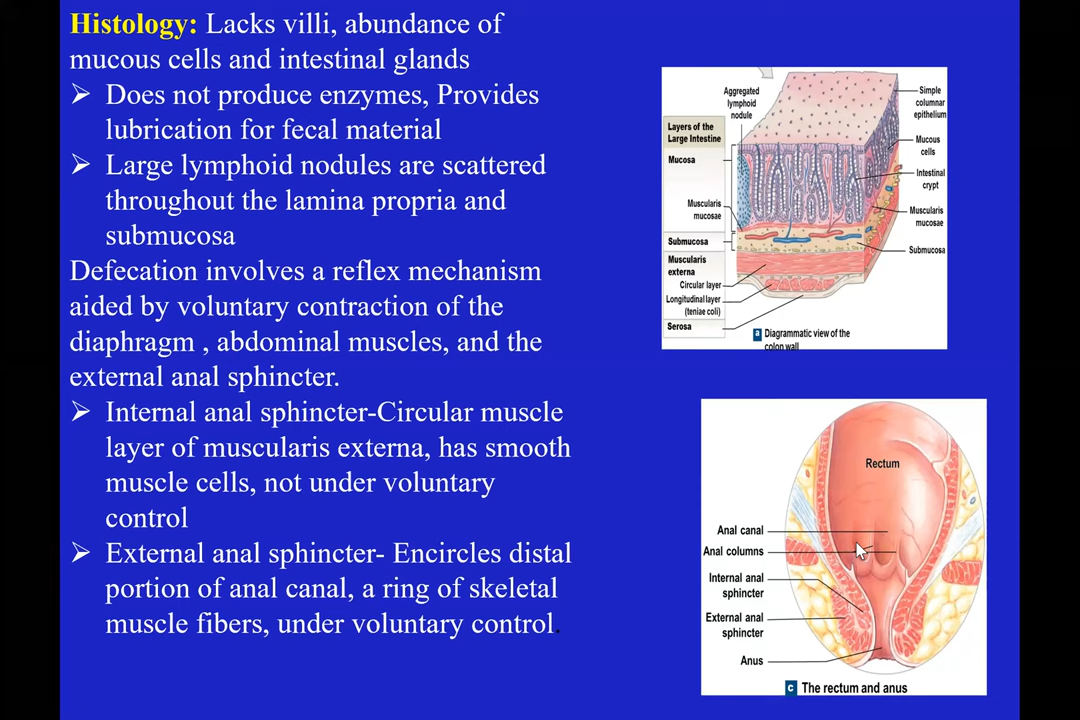 Histology: Lacks villi, abundance of
mucous cells and intestinal glands
➢ Does not produce enzymes, Provides
lubrication for fecal material
➢ Large lymphoid nodules are scattered
throughout the lamina propria and
submucosa
Defecation involves a reflex mechanism
aided by voluntary contraction of the
diaphragm , abdominal muscles, and the
external anal sphincter.
➢ Internal anal sphincter-Circular muscle
layer of muscularis externa, has smooth
muscle cells, not under voluntary
control
➢ External anal sphincter- Encircles distal
portion of anal canal, a ring of skeletal
muscle fibers, under voluntary control.
Aggregated
lymphoid
nodule
Layers of the
Large Intestine
Mucosa
Muscularis
mucosae
Submucosa
Muscularis
externa
Circular layer
Longitudinal layer
(teniae coli)
Serosa
Simple
columnar
epithelium
Mucous
cells
Intestinal
crypt
Muscularis
mucosae
Submucosa
a Diagrammatic view of the
colon wall
Rectum
Anal canal
Anal columns
Internal anal
sphincter
External anal
sphincter
Anus
c The rectum and anus